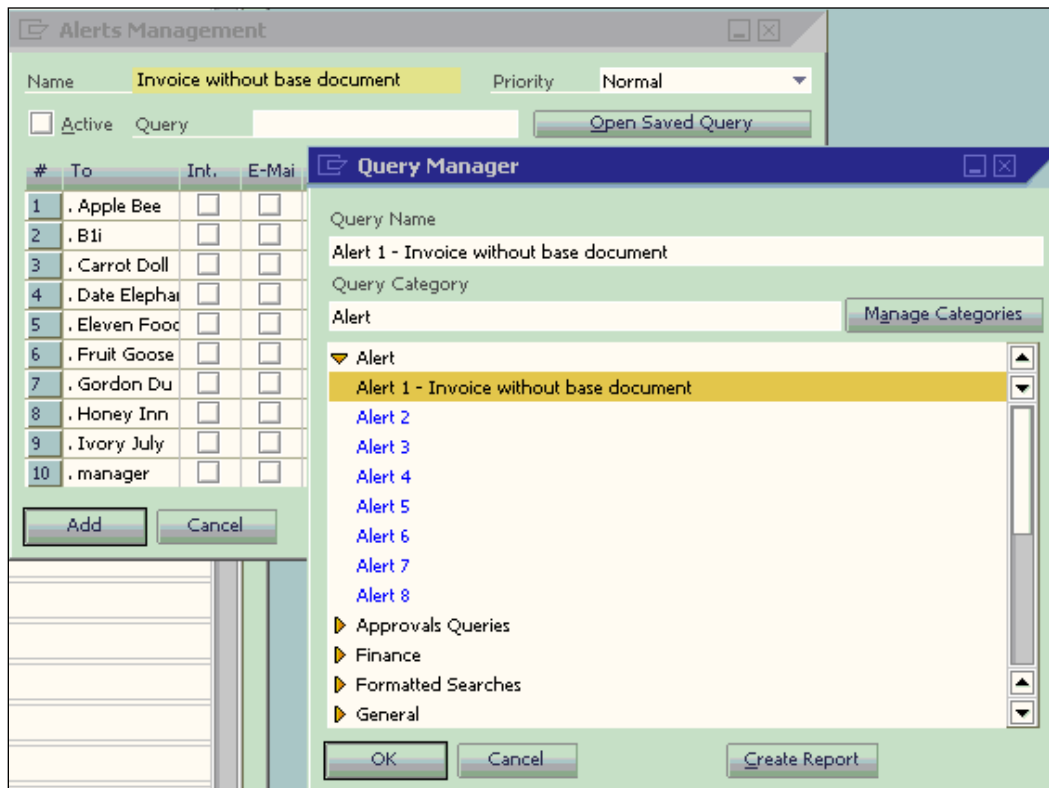 Alerts Management
Name Invoice without base document Priority Normal
Active Query Open Saved Query
# To Int. E-Mai
1 . Apple Bee
2 . B1i
3 . Carrot Doll
4 . Date Elephar
5 . Eleven Fooc
6 . Fruit Goose
7 . Gordon Du
8 . Honey Inn
9 . Ivory July
10 . manager
Add Cancel
Query Manager
Query Name
Alert 1 - Invoice without base document
Query Category
Alert Manage Categories
Alert
Alert 1 - Invoice without base document
Alert 2
Alert 3
Alert 4
Alert 5
Alert 6
Alert 7
Alert 8
Approvals Queries
Finance
Formatted Searches
General
OK Cancel Create Report